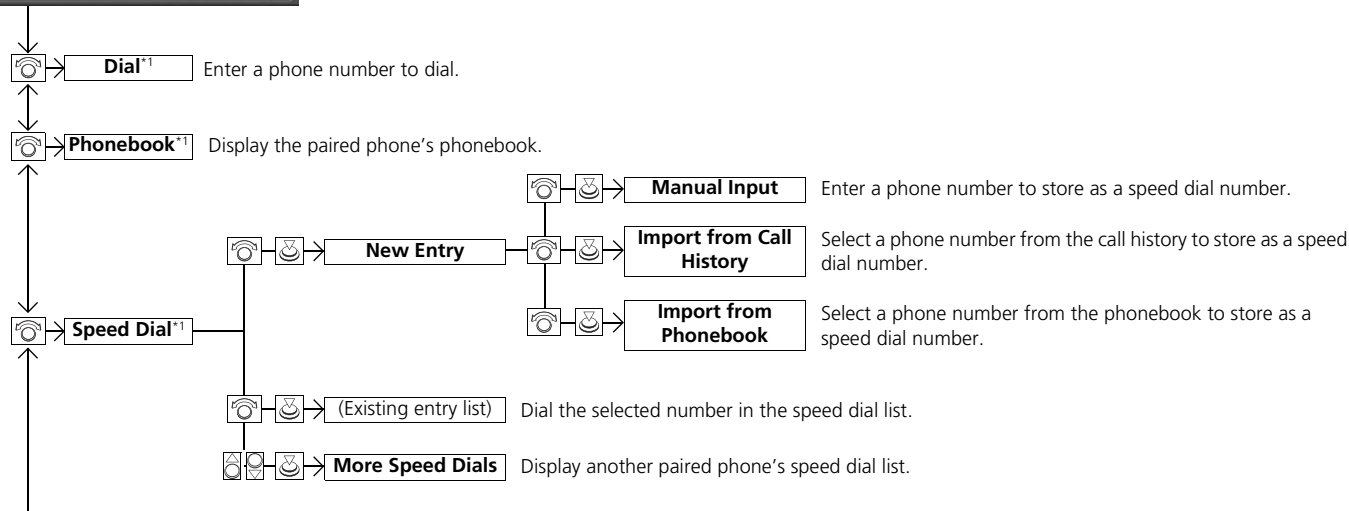 Dial*1 Enter a phone number to dial.
Phonebook*1 Display the paired phone’s phonebook.
Manual Input Enter a phone number to store as a speed dial number.
New Entry
Import from Call
History
Select a phone number from the call history to store as a speed
dial number.
Import from
Phonebook
Select a phone number from the phonebook to store as a
speed dial number.
Speed Dial*1
(Existing entry list) Dial the selected number in the speed dial list.
More Speed Dials Display another paired phone’s speed dial list.